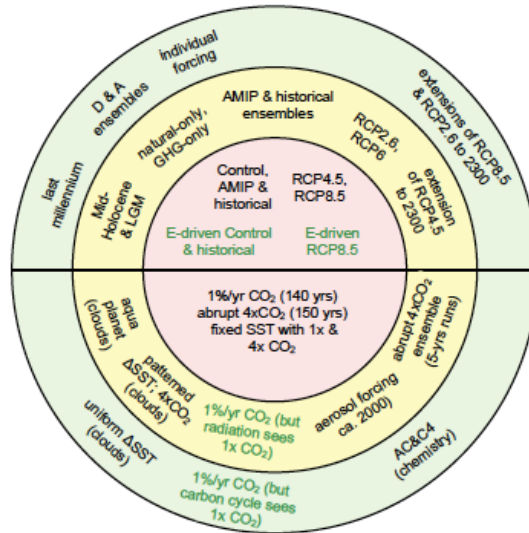 individual
forcing
D & A
ensembles
last
millennium
extensions of RCP8.5
& RCP2.6 to 2300
natural-only,
GHG-only
AMIP & historical
ensembles
RCP2.6,
RCP6
Mid-
Holocene
& LGM
extension
of RCP4.5
to 2300
Control,
AMIP &
historical
RCP4.5,
RCP8.5
E-driven Control
& historical
E-driven
RCP8.5
1%/yr CO₂ (140 yrs)
abrupt 4xCO₂ (150 yrs)
fixed SST with 1x &
4x CO₂
aqua
planet
(clouds)
abrupt 4xCO₂
ensemble
(5-yrs runs)
patterned
ΔSST; 4xCO₂
(clouds)
1%/yr CO₂ (but
radiation sees
1x CO₂)
aerosol forcing
ca. 2000)
uniform ΔSST
(clouds)
1%/yr CO₂ (but
carbon cycle sees
1x CO₂)
AC&C4
(chemistry)